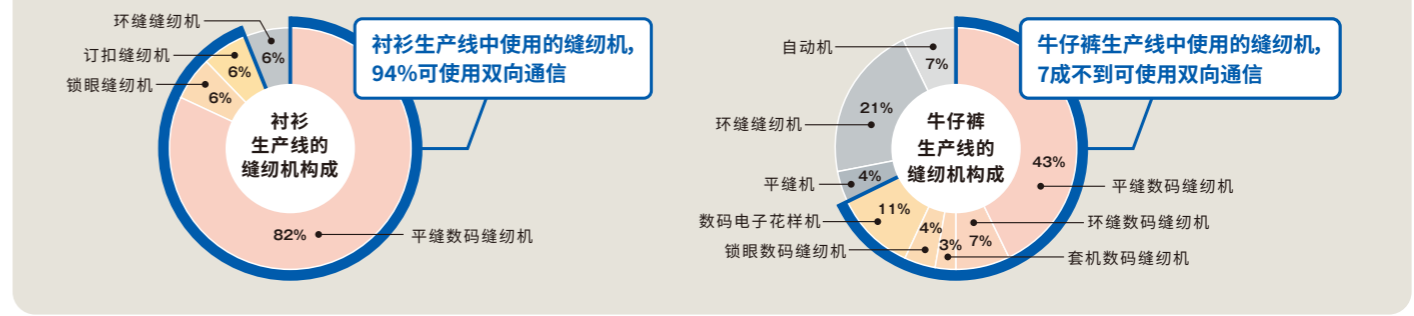 环缝缝纫机
6%
订扣缝纫机
6%
锁眼缝纫机
6%
衬衫
生产线的
缝纫机构成
82%
平缝数码缝纫机
衬衫生产线中使用的缝纫机,
94%可使用双向通信
自动机
7%
环缝缝纫机
21%
平缝机
4%
数码电子花样机
11%
锁眼数码缝纫机
4%
3%
套机数码缝纫机
7%
环缝数码缝纫机
43%
平缝数码缝纫机
牛仔裤
生产线的
缝纫机构成
牛仔裤生产线中使用的缝纫机,
7成不到可使用双向通信